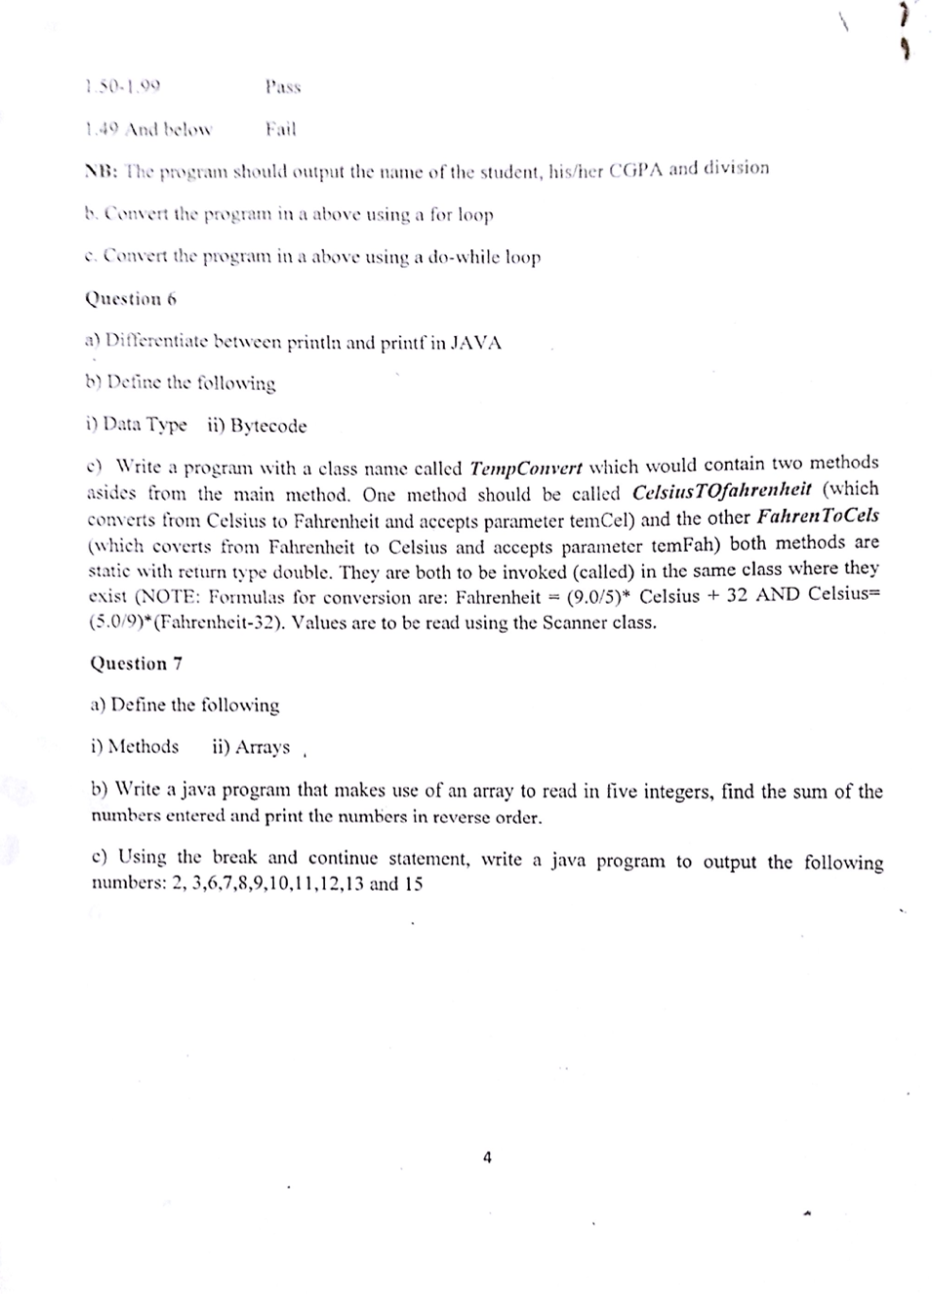 1.50-1.99 Pass
1.49 And below Fail
NB: The program should output the name of the student, his/her CGPA and division
b. Convert the program in a above using a for loop
c. Convert the program in a above using a do-while loop
Question 6
a) Differentiate between println and printf in JAVA
b) Define the following
i) Data Type ii) Bytecode
c) Write a program with a class name called TempConvert which would contain two methods
asides from the main method. One method should be called CelsiusTOfahrenheit (which
converts from Celsius to Fahrenheit and accepts parameter temCel) and the other FahrenToCels
(which coverts from Fahrenheit to Celsius and accepts parameter temFah) both methods are
static with return type double. They are both to be invoked (called) in the same class where they
exist (NOTE: Formulas for conversion are: Fahrenheit = (9.0/5)* Celsius + 32 AND Celsius=
(5.0/9)*(Fahrenheit-32). Values are to be read using the Scanner class.
Question 7
a) Define the following
i) Methods ii) Arrays
b) Write a java program that makes use of an array to read in five integers, find the sum of the
numbers entered and print the numbers in reverse order.
c) Using the break and continue statement, write a java program to output the following
numbers: 2, 3,6,7,8,9,10,11,12,13 and 15
4